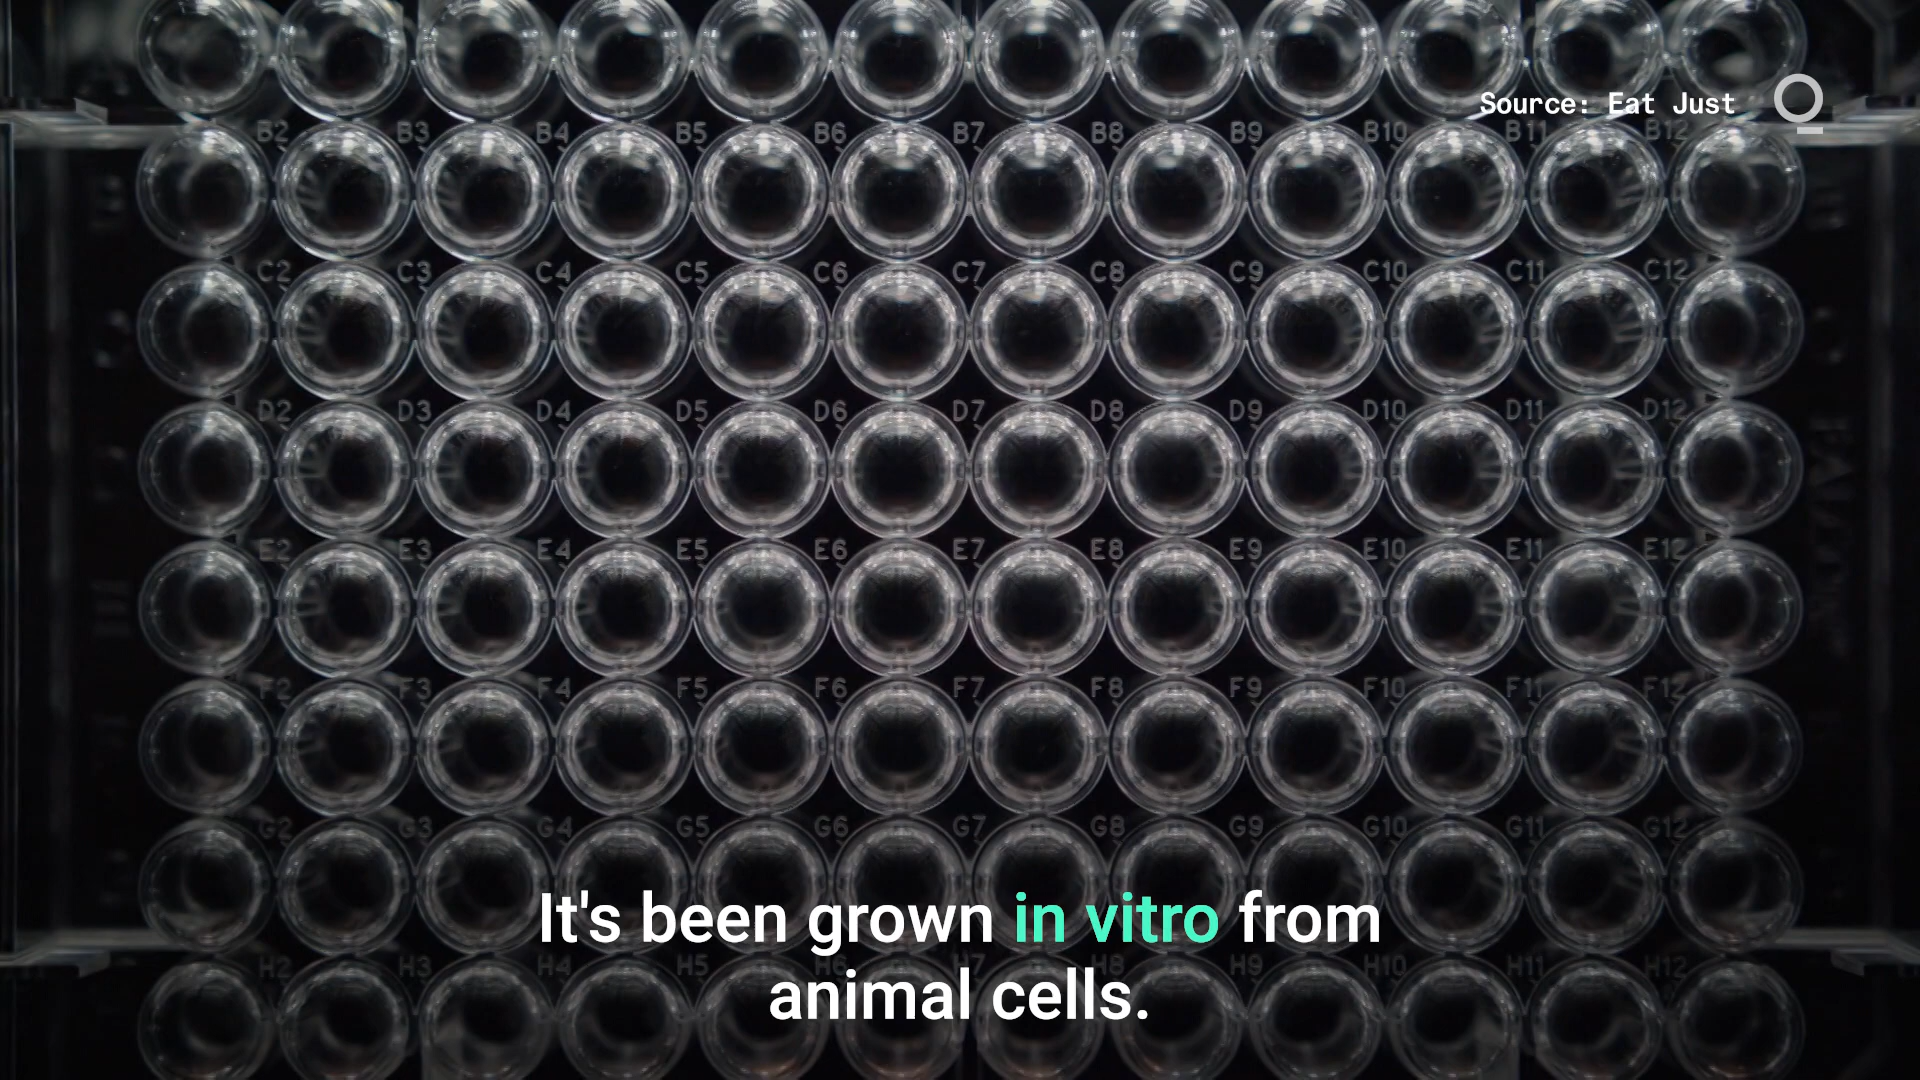 Source: Eat Just
B2 B3 B4 B5 B6 B7 B8 B9 B10 B11 B12
C2 C3 C4 C5 C6 C7 C8 C9 C10 C11 C12
D2 D3 D4 D5 D6 D7 D8 D9 D10 D11 D12
E2 E3 E4 E5 E6 E7 E8 E9 E10 E11 E12
F2 F3 F4 F5 F6 F7 F8 F9 F10 F11 F12
G2 G3 G4 G5 G6 G7 G8 G9 G10 G11 G12
It's been grown in vitro from
H2 H3 H4 H5 H6 H7 H8 H9 H10 H11 H12
animal cells.